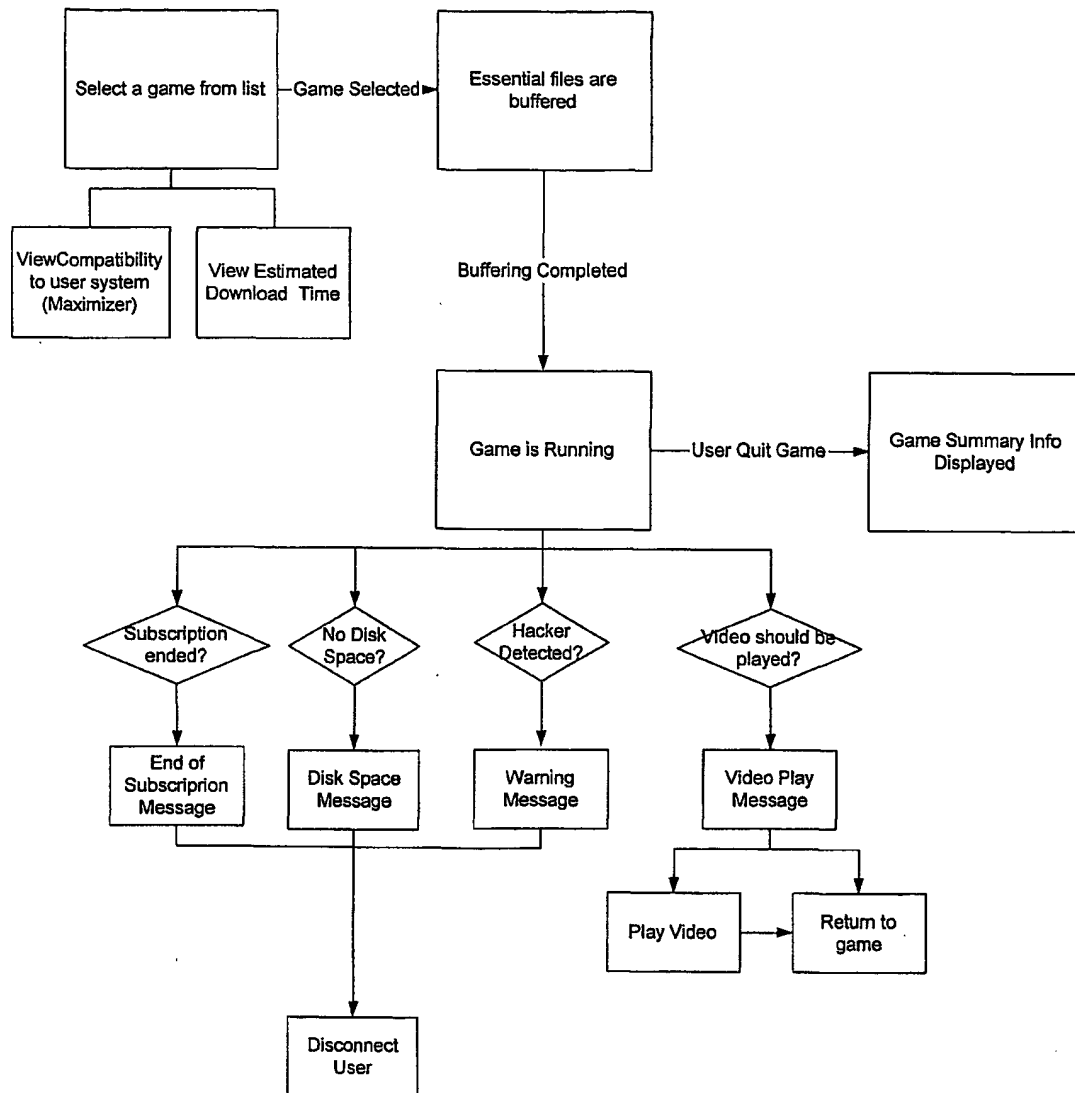 Select a game from list
Game Selected
Essential files are
buffered
ViewCompatibility
to user system
(Maximizer)
View Estimated
Download Time
Buffering Completed
Game is Running
User Quit Game
Game Summary Info
Displayed
Subscription
ended?
No Disk
Space?
Hacker
Detected?
Video should be
played?
End of
Subscriprion
Message
Disk Space
Message
Warning
Message
Video Play
Message
Play Video
Return to
game
Disconnect
User